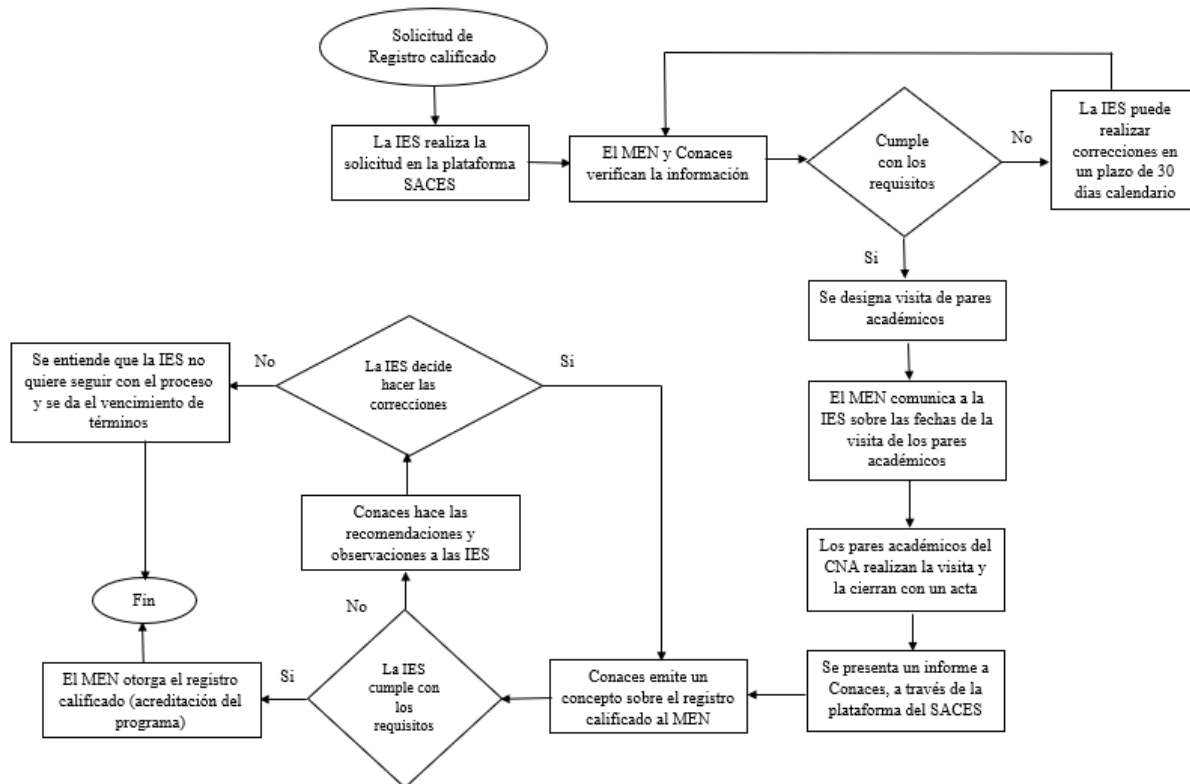 Solicitud de
Registro calificado
La IES realiza la
solicitud en la plataforma
SACES
El MEN y Conaces
verifican la información
Cumple
con los
requisitos
No
La IES puede
realizar
correcciones en
un plazo de 30
días calendario
Si
Se designa visita de pares
académicos
El MEN comunica a la
IES sobre las fechas de la
visita de los pares
académicos
Los pares académicos del
CNA realizan la visita y
la cierran con un acta
Se presenta un informe a
Conaces, a través de la
plataforma del SACES
Conaces emite un
concepto sobre el registro
calificado al MEN
La IES
cumple con
los
requisitos
No
Conaces hace las
recomendaciones y
observaciones a las IES
La IES decide
hacer las
correcciones
Si
No
Se entiende que la IES no
quiere seguir con el proceso
y se da el vencimiento de
términos
Si
El MEN otorga el registro
calificado (acreditación del
programa)
Fin